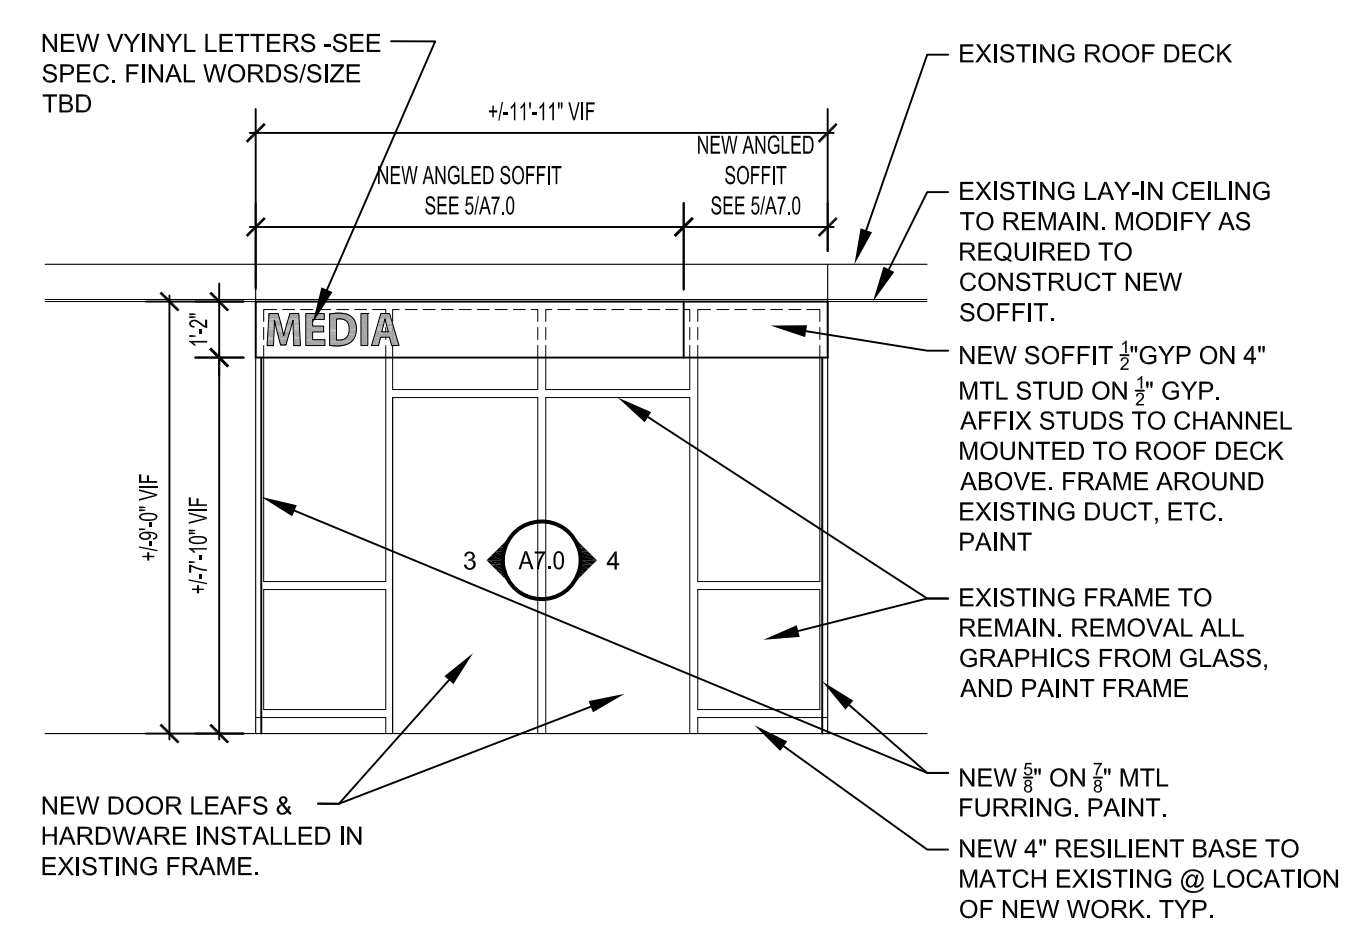 NEW VYINYL LETTERS -SEE
SPEC. FINAL WORDS/SIZE
TBD
+/-11'-11" VIF
NEW ANGLED SOFFIT
SEE 5/A7.0
NEW ANGLED
SOFFIT
SEE 5/A7.0
EXISTING ROOF DECK
EXISTING LAY-IN CEILING
TO REMAIN. MODIFY AS
REQUIRED TO
CONSTRUCT NEW
SOFFIT.
1'-2"
MEDIA
NEW SOFFIT 1/2"GYP ON 4"
MTL STUD ON 1/2" GYP.
AFFIX STUDS TO CHANNEL
MOUNTED TO ROOF DECK
ABOVE. FRAME AROUND
EXISTING DUCT, ETC.
PAINT
+/-9'-0" VIF
+/-7'-10" VIF
3 A7.0 4
EXISTING FRAME TO
REMAIN. REMOVAL ALL
GRAPHICS FROM GLASS,
AND PAINT FRAME
NEW 5/8" ON 7/8" MTL
FURRING. PAINT.
NEW DOOR LEAFS &
HARDWARE INSTALLED IN
EXISTING FRAME.
NEW 4" RESILIENT BASE TO
MATCH EXISTING @ LOCATION
OF NEW WORK. TYP.